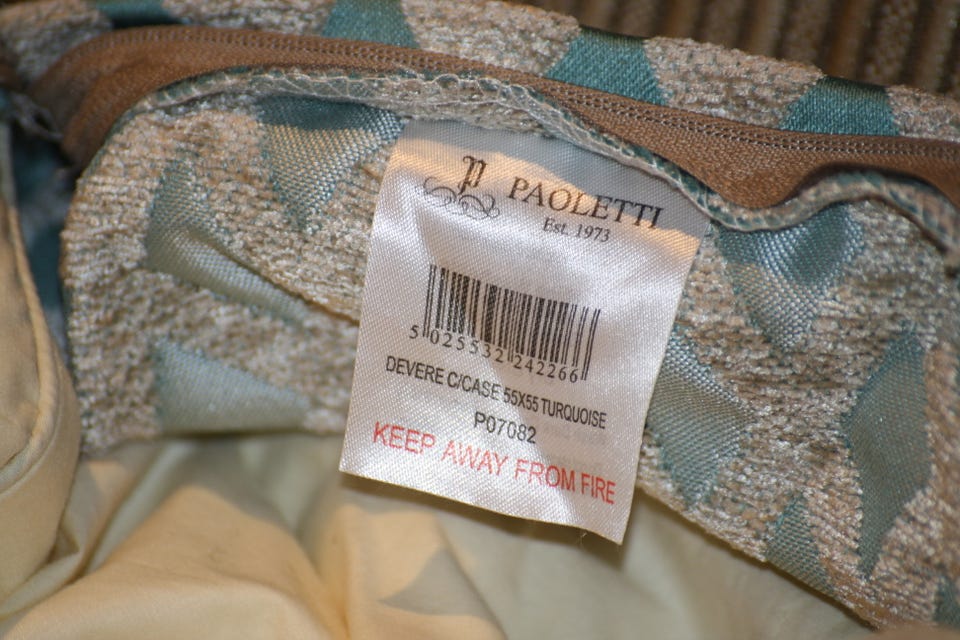 P PAOLETTI
Est. 1973
5 025532 242266
DEVERE C/CASE 55X55 TURQUOISE
P07082
KEEP AWAY FROM FIRE